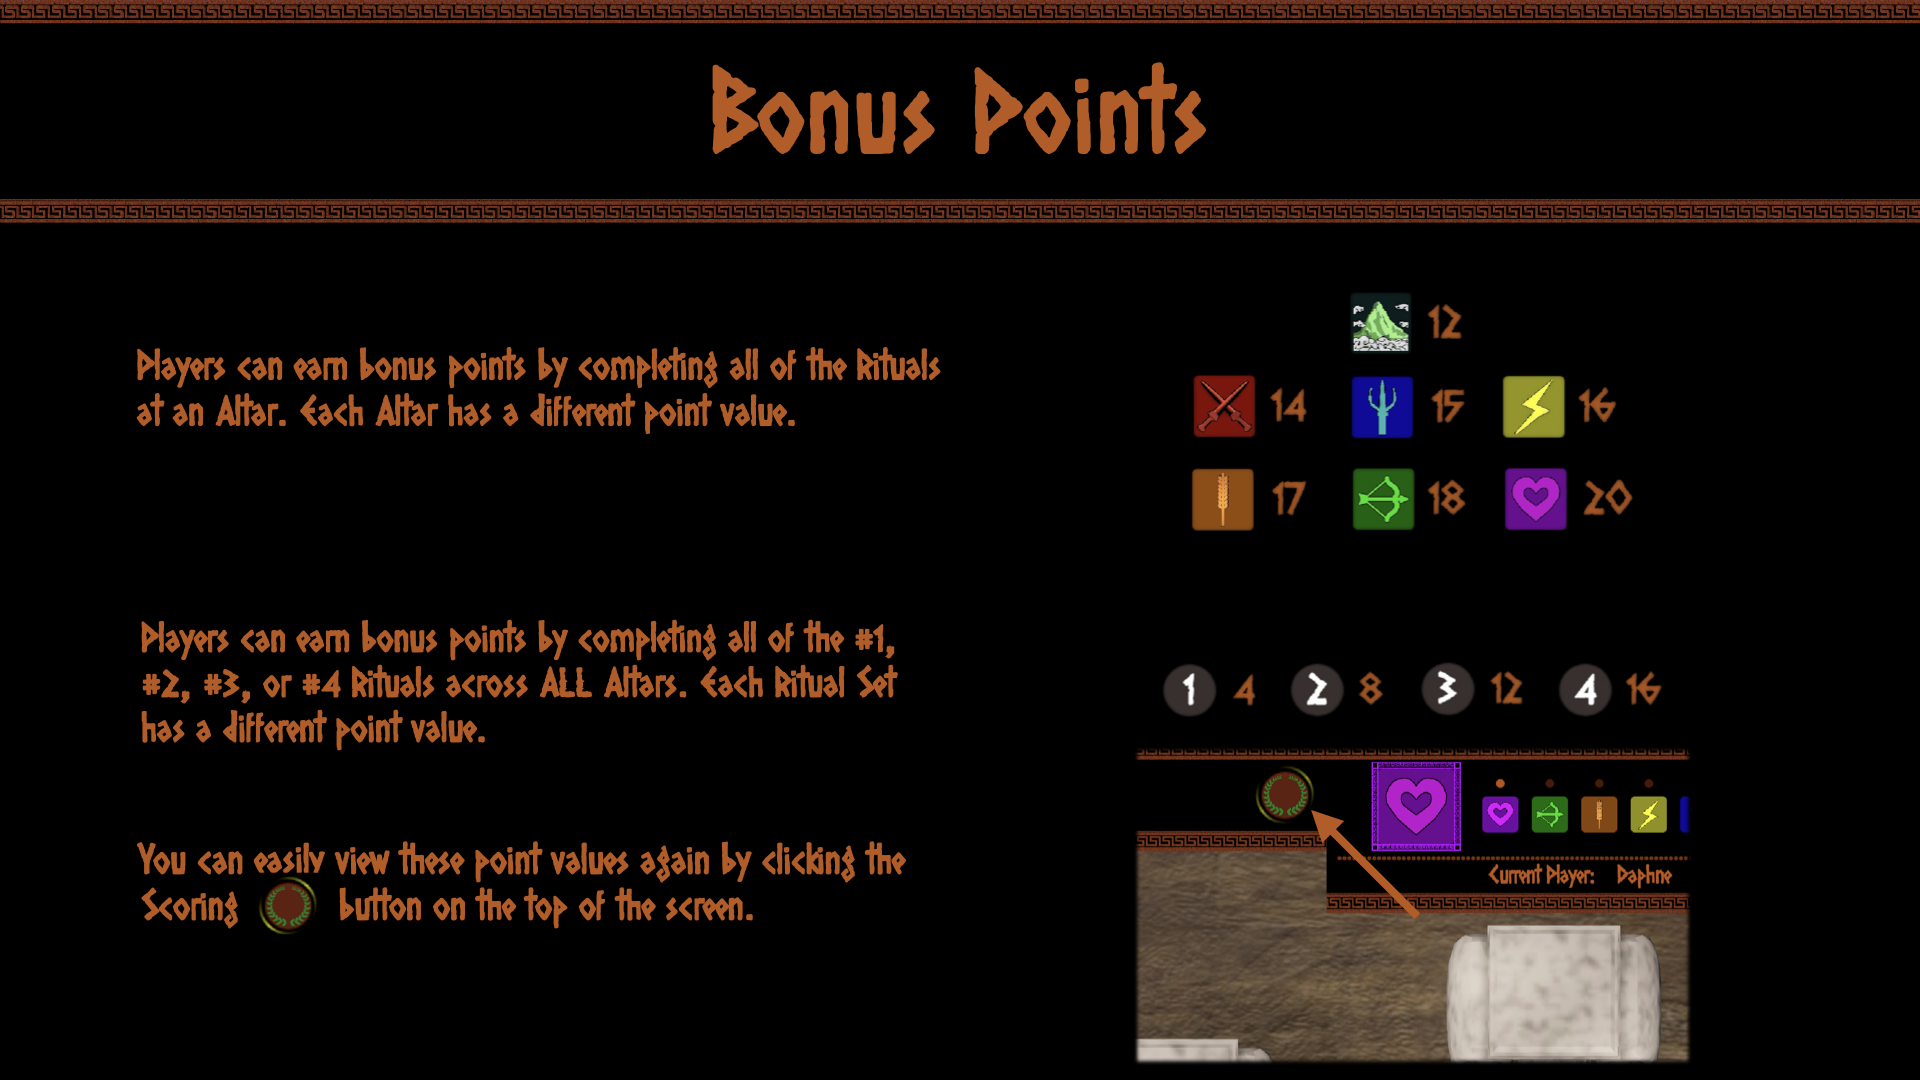 Bonus Points
Players can earn bonus points by completing all of the Rituals
at an Altar. Each Altar has a different point value.
12
14 15 16
17 18 20
Players can earn bonus points by completing all of the #1,
#2, #3, or #4 Rituals across ALL Altars. Each Ritual Set
has a different point value.
1 4 2 8 3 12 4 16
You can easily view these point values again by clicking the
Scoring button on the top of the screen.
Current Player: Daphne